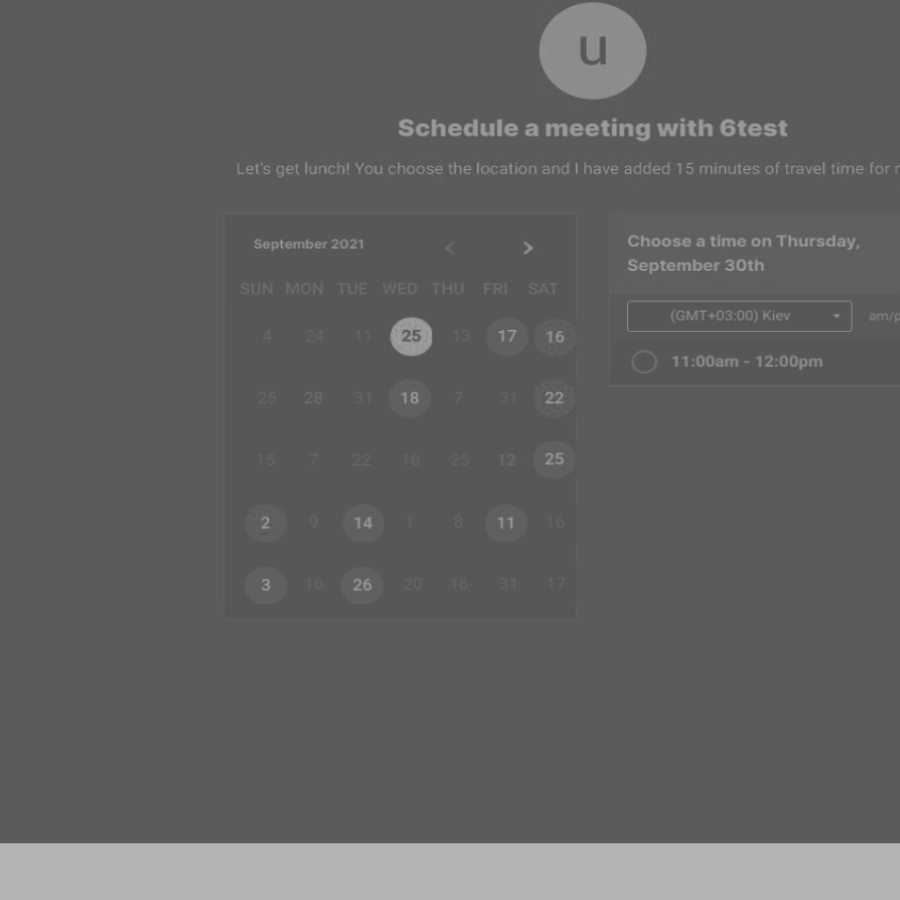 u
Schedule a meeting with 6test
Let's get lunch! You choose the location and I have added 15 minutes of travel time for
September 2021 < >
SUN MON TUE WED THU FRI SAT
4 24 11 25 13 17 16
25 28 31 18 7 31 22
15 7 22 16 25 12 25
2 9 14 1 8 11 16
3 16 26 20 16 31 17
Choose a time on Thursday,
September 30th
(GMT+03:00) Kiev am/p
11:00am - 12:00pm